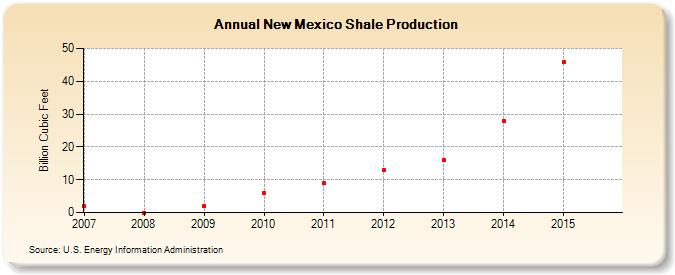 Annual New Mexico Shale Production
Billion Cubic Feet
50
40
30
20
10
0
2007 2008 2009 2010 2011 2012 2013 2014 2015
Source: U.S. Energy Information Administration